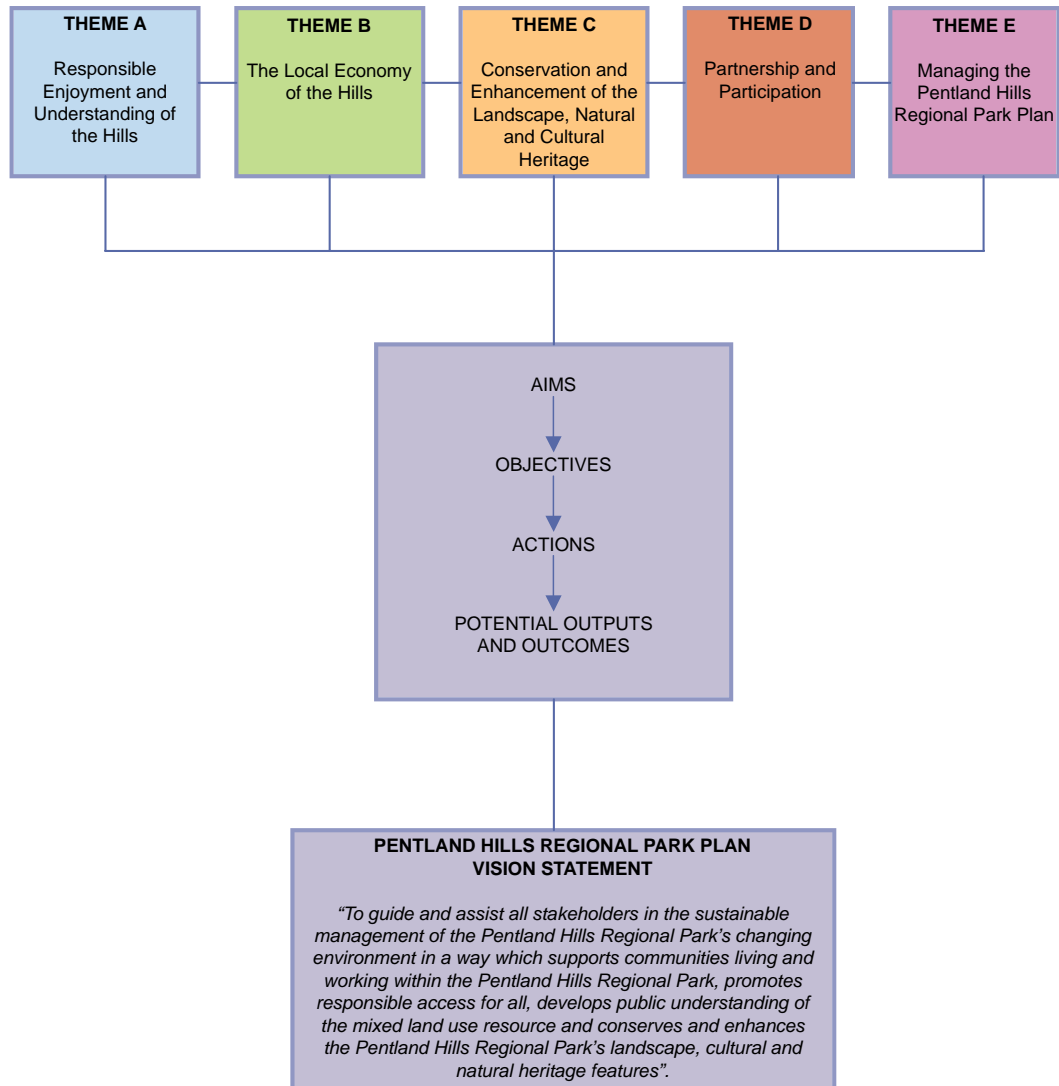 THEME A
Responsible
Enjoyment and
Understanding of
the Hills
THEME B
The Local Economy
of the Hills
THEME C
Conservation and
Enhancement of the
Landscape, Natural
and Cultural
Heritage
THEME D
Partnership and
Participation
THEME E
Managing the
Pentland Hills
Regional Park Plan
AIMS
OBJECTIVES
ACTIONS
POTENTIAL OUTPUTS
AND OUTCOMES
PENTLAND HILLS REGIONAL PARK PLAN
VISION STATEMENT
“To guide and assist all stakeholders in the sustainable
management of the Pentland Hills Regional Park’s changing
environment in a way which supports communities living and
working within the Pentland Hills Regional Park, promotes
responsible access for all, develops public understanding of
the mixed land use resource and conserves and enhances
the Pentland Hills Regional Park’s landscape, cultural and
natural heritage features”.